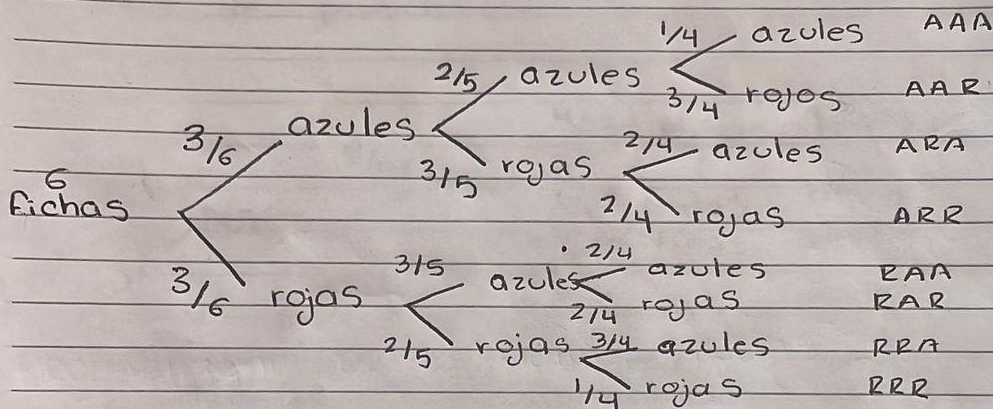 1/4 azules AAA
2/5 azules
3/4 rojos AAR
3/6 azules
2/4 azules ARA
3/5 rojas
6
fichas
2/4 rojas ARR
3/5 azules 2/4 azules RAA
3/6 rojas
2/4 rojas RAR
2/5 rojas 3/4 azules RRA
1/4 rojas RRR